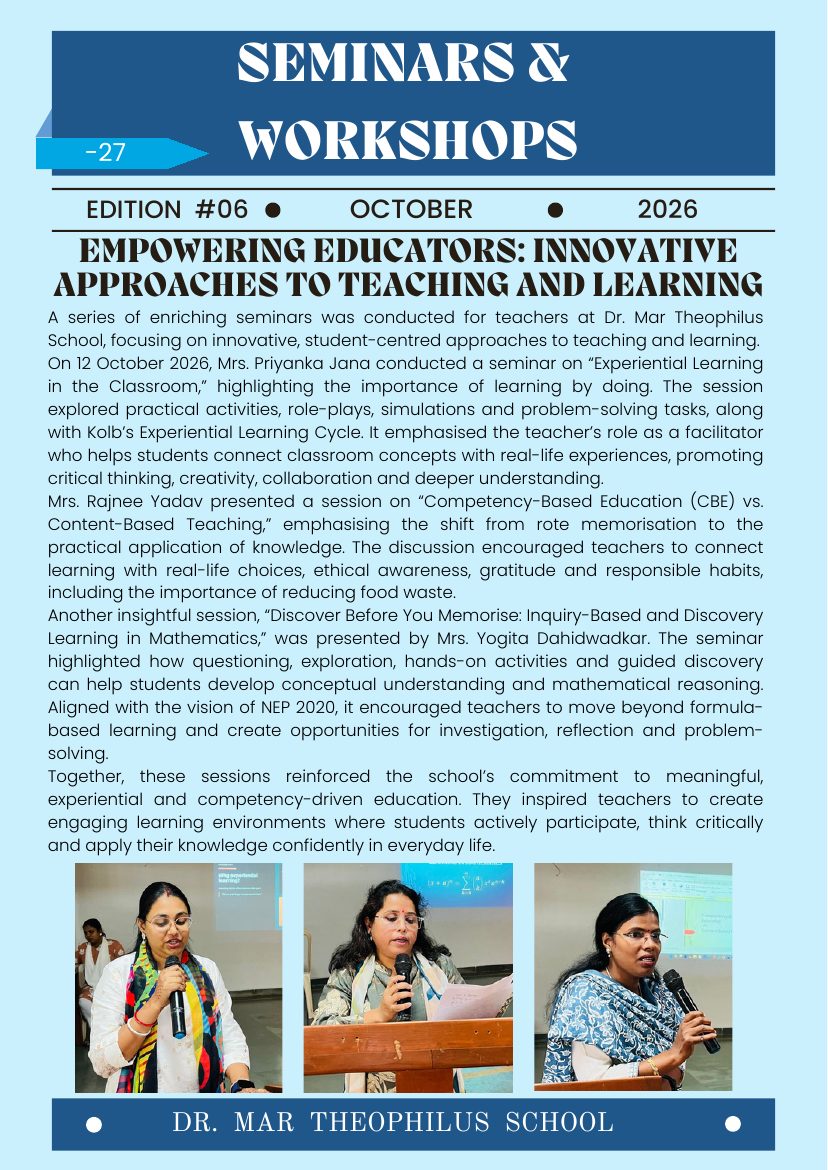 SEMINARS &
WORKSHOPS
-27
EDITION #06 ● OCTOBER ● 2026
EMPOWERING EDUCATORS: INNOVATIVE
APPROACHES TO TEACHING AND LEARNING
A series of enriching seminars was conducted for teachers at Dr. Mar Theophilus
School, focusing on innovative, student-centred approaches to teaching and learning.
On 12 October 2026, Mrs. Priyanka Jana conducted a seminar on “Experiential Learning
in the Classroom,” highlighting the importance of learning by doing. The session
explored practical activities, role-plays, simulations and problem-solving tasks, along
with Kolb’s Experiential Learning Cycle. It emphasised the teacher’s role as a facilitator
who helps students connect classroom concepts with real-life experiences, promoting
critical thinking, creativity, collaboration and deeper understanding.
Mrs. Rajnee Yadav presented a session on “Competency-Based Education (CBE) vs.
Content-Based Teaching,” emphasising the shift from rote memorisation to the
practical application of knowledge. The discussion encouraged teachers to connect
learning with real-life choices, ethical awareness, gratitude and responsible habits,
including the importance of reducing food waste.
Another insightful session, “Discover Before You Memorise: Inquiry-Based and Discovery
Learning in Mathematics,” was presented by Mrs. Yogita Dahidwadkar. The seminar
highlighted how questioning, exploration, hands-on activities and guided discovery
can help students develop conceptual understanding and mathematical reasoning.
Aligned with the vision of NEP 2020, it encouraged teachers to move beyond formula-
based learning and create opportunities for investigation, reflection and problem-
solving.
Together, these sessions reinforced the school’s commitment to meaningful,
experiential and competency-driven education. They inspired teachers to create
engaging learning environments where students actively participate, think critically
and apply their knowledge confidently in everyday life.
Why experiential
learning?
DR. MAR THEOPHILUS SCHOOL